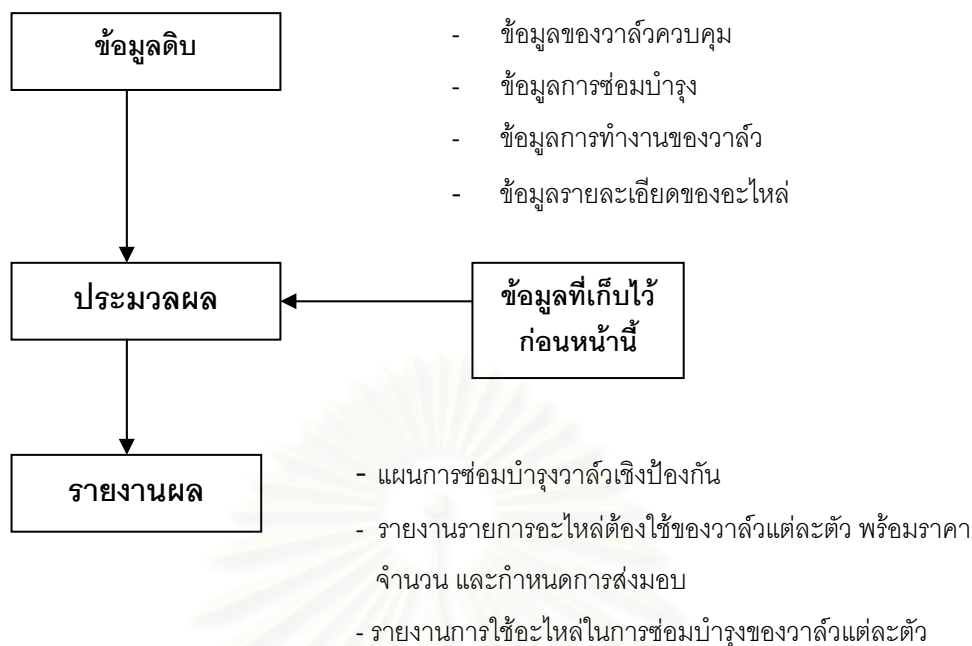 ข้อมูลดิบ
- ข้อมูลของวาล์วควบคุม
- ข้อมูลการซ่อมบำรุง
- ข้อมูลการทำงานของวาล์ว
- ข้อมูลรายละเอียดของอะไหล่
ประมวลผล
ข้อมูลที่เก็บไว้
ก่อนหน้านี้
รายงานผล
- แผนการซ่อมบำรุงวาล์วเชิงป้องกัน
- รายงานรายการอะไหล่ต้องใช้ของวาล์วแต่ละตัว พร้อมราคา
จำนวน และกำหนดการส่งมอบ
- รายงานการใช้อะไหล่ในการซ่อมบำรุงของวาล์วแต่ละตัว